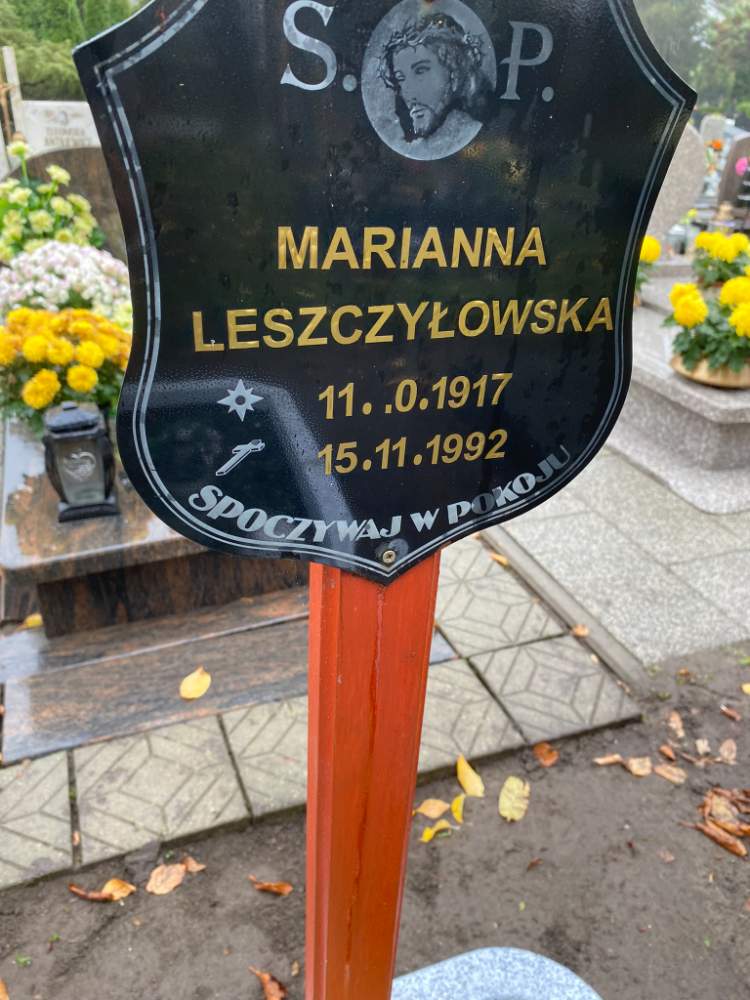 S. P.
MARIANNA
LESZCZYŁOWSKA
11. .0.1917
15.11.1992
SPOCZYWAJ W POKOJU